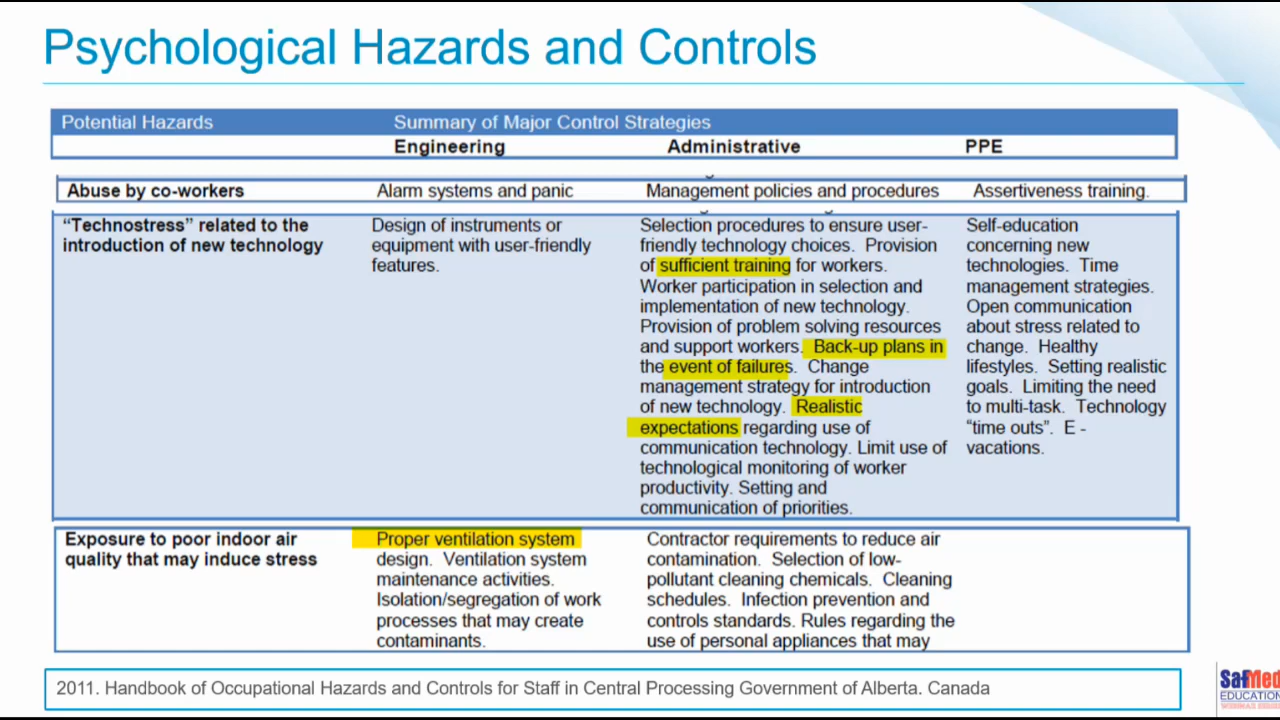 Psychological Hazards and Controls
Potential Hazards Summary of Major Control Strategies
Engineering Administrative PPE
Abuse by co-workers Alarm systems and panic Management policies and procedures Assertiveness training.
“Technostress” related to the
introduction of new technology
Design of instruments or
equipment with user-friendly
features.
Selection procedures to ensure user-
friendly technology choices. Provision
of sufficient training for workers.
Worker participation in selection and
implementation of new technology.
Provision of problem solving resources
and support workers. Back-up plans in
the event of failures. Change
management strategy for introduction
of new technology. Realistic
expectations regarding use of
communication technology. Limit use of
technological monitoring of worker
productivity. Setting and
communication of priorities.
Self-education
concerning new
technologies. Time
management strategies.
Open communication
about stress related to
change. Healthy
lifestyles. Setting realistic
goals. Limiting the need
to multi-task. Technology
“time outs”. E -
vacations.
Exposure to poor indoor air
quality that may induce stress
Proper ventilation system
design. Ventilation system
maintenance activities.
Isolation/segregation of work
processes that may create
contaminants.
Contractor requirements to reduce air
contamination. Selection of low-
pollutant cleaning chemicals. Cleaning
schedules. Infection prevention and
controls standards. Rules regarding the
use of personal appliances that may
2011. Handbook of Occupational Hazards and Controls for Staff in Central Processing Government of Alberta. Canada
SafMed
EDUCATION